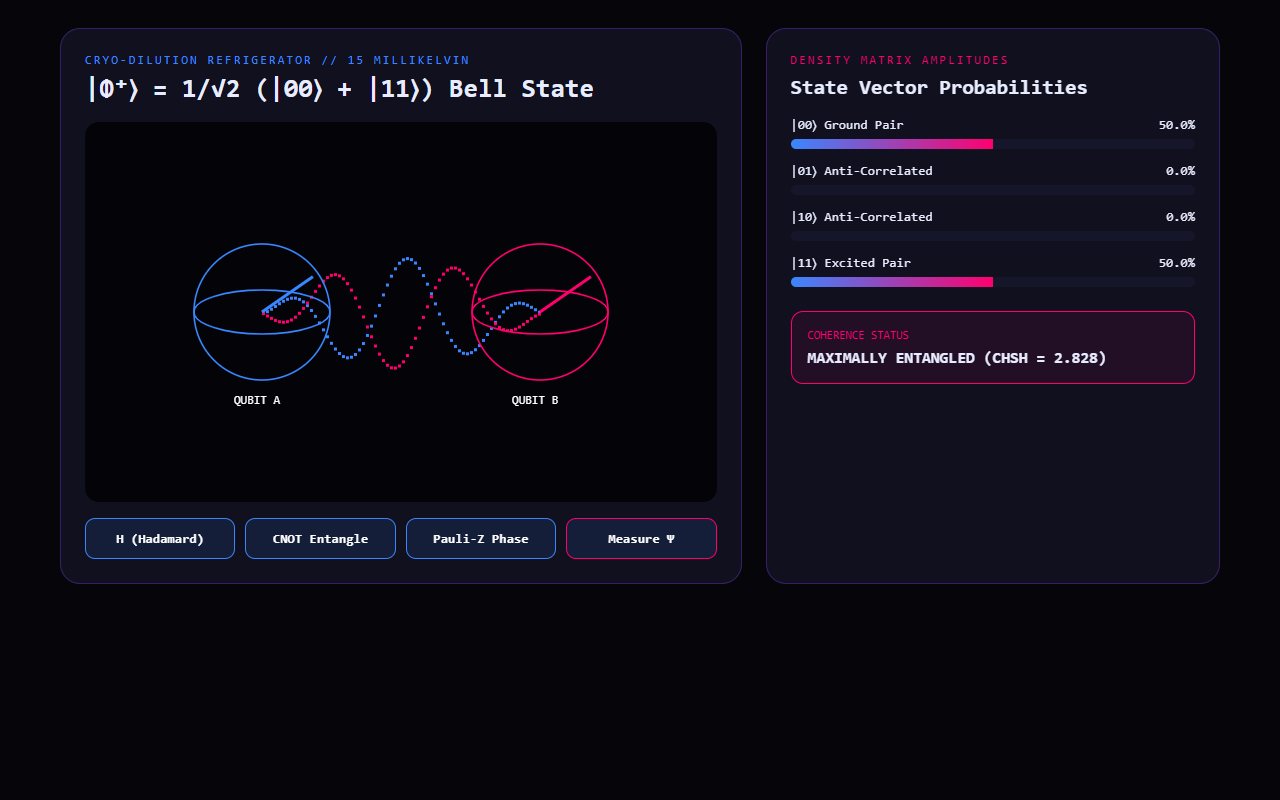 CRYO-DILUTION REFRIGERATOR // 15 MILLIKELVIN
|Φ⁺⟩ = 1/√2 (|00⟩ + |11⟩) Bell State
QUBIT A
QUBIT B
H (Hadamard)
CNOT Entangle
Pauli-Z Phase
Measure Ψ
DENSITY MATRIX AMPLITUDES
State Vector Probabilities
|00⟩ Ground Pair 50.0%
|01⟩ Anti-Correlated 0.0%
|10⟩ Anti-Correlated 0.0%
|11⟩ Excited Pair 50.0%
COHERENCE STATUS
MAXIMALLY ENTANGLED (CHSH = 2.828)